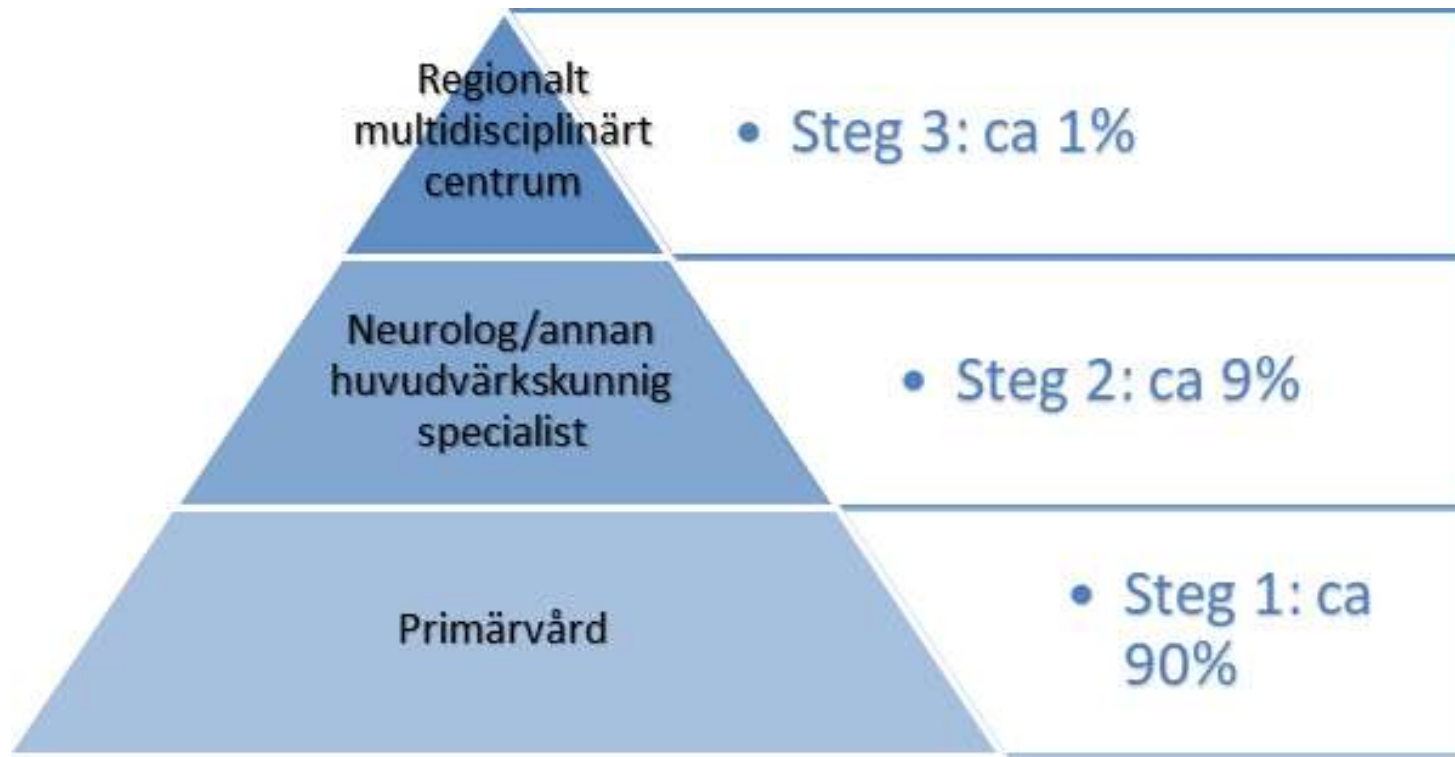 Regionalt
multidisciplinärt
centrum
• Steg 3: ca 1%
Neurolog/annan
huvudvärkskunnig
specialist
• Steg 2: ca 9%
Primärvård
• Steg 1: ca
90%